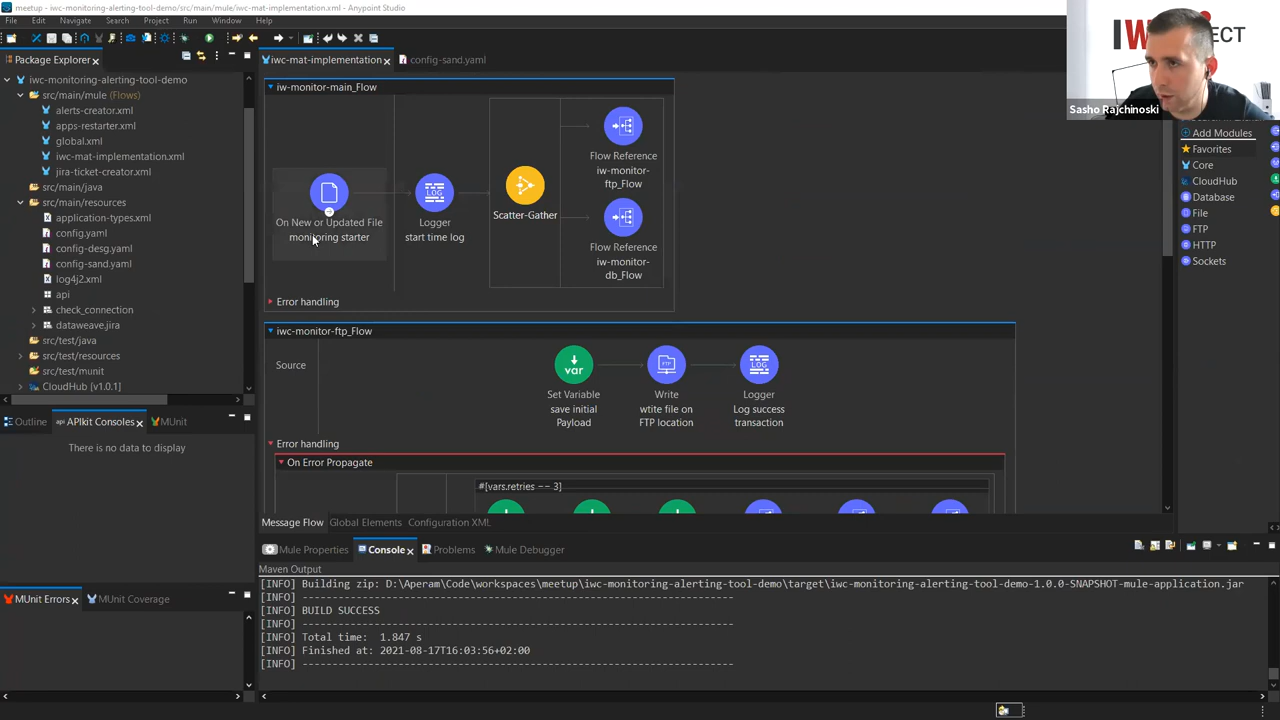 meetup - iwc-monitoring-alerting-tool-demo/src/main/mule/iwc-mat-implementation.xml - Anypoint Studio
File Edit Navigate Search Project Run Window Help
Package Explorer
iwc-monitoring-alerting-tool-demo
src/main/mule (Flows)
alerts-creator.xml
apps-restarter.xml
global.xml
iwc-mat-implementation.xml
jira-ticket-creator.xml
src/main/java
src/main/resources
application-types.xml
config.yaml
config-desg.yaml
config-sand.yaml
log4j2.xml
api
check_connection
dataweave.jira
src/test/java
src/test/resources
src/test/munit
CloudHub [v1.0.1]
Outline APIkit Consoles MUnit
There is no data to display
MUnit Errors MUnit Coverage
iwc-mat-implementation config-sand.yaml
iw-monitor-main_Flow
On New or Updated File
monitoring starter
LOG
Logger
start time log
Scatter-Gather
Flow Reference
iw-monitor-
ftp_Flow
Flow Reference
iw-monitor-
db_Flow
Error handling
iwc-monitor-ftp_Flow
Source
var
Set Variable
save initial
Payload
FTP
Write
wtite file on
FTP location
LOG
Logger
Log success
transaction
Error handling
On Error Propagate
#[vars.retries == 3]
Message Flow Global Elements Configuration XML
Mule Properties Console Problems Mule Debugger
Maven Output
[INFO] Building zip: D:\Aperam\Code\workspaces\meetup\iwc-monitoring-alerting-tool-demo\target\iwc-monitoring-alerting-tool-demo-1.0.0-SNAPSHOT-mule-application.jar
[INFO] ------------------------------------------------------------------------
[INFO] BUILD SUCCESS
[INFO] ------------------------------------------------------------------------
[INFO] Total time: 1.847 s
[INFO] Finished at: 2021-08-17T16:03:56+02:00
[INFO] ------------------------------------------------------------------------
Sasho Rajchinoski
Add Modules
Favorites
Core
CloudHub
Database
File
FTP
HTTP
Sockets